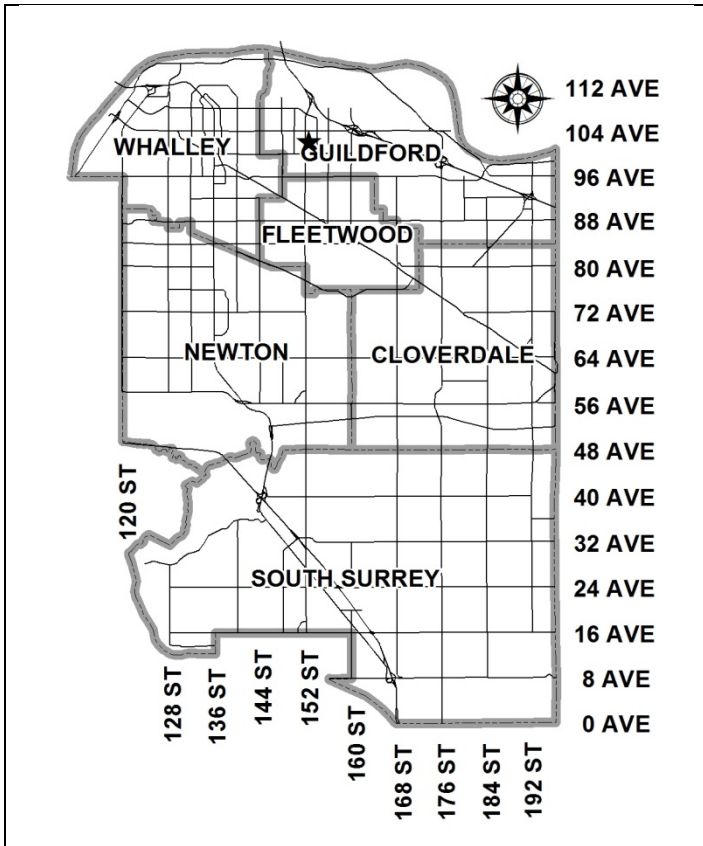 112 AVE
104 AVE
WHALLEY
GUILDFORD
96 AVE
88 AVE
FLEETWOOD
80 AVE
72 AVE
NEWTON
CLOVERDALE
64 AVE
56 AVE
48 AVE
120 ST
40 AVE
32 AVE
SOUTH SURREY
24 AVE
16 AVE
8 AVE
0 AVE
128 ST
136 ST
144 ST
152 ST
160 ST
168 ST
176 ST
184 ST
192 ST